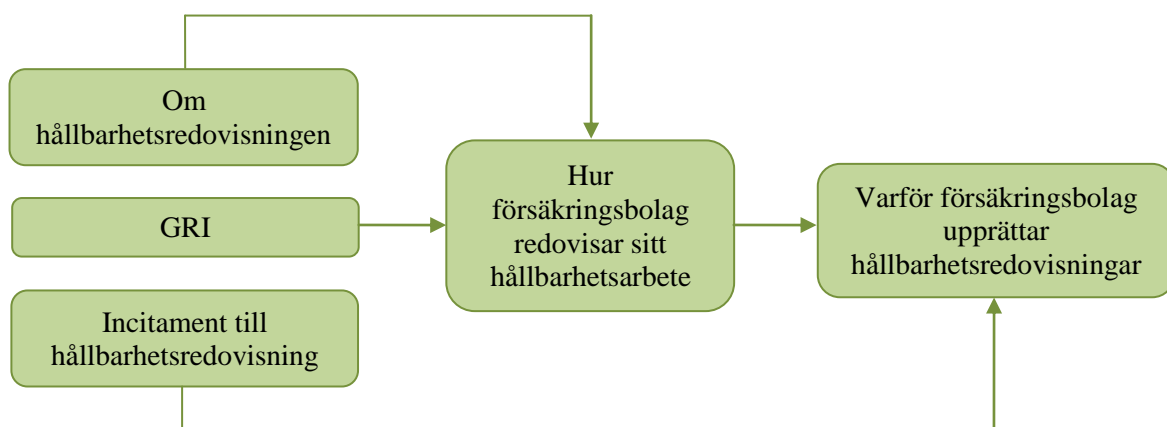 Om
hållbarhetsredovisningen
GRI
Incitament till
hållbarhetsredovisning
Hur
försäkringsbolag
redovisar sitt
hållbarhetsarbete
Varför försäkringsbolag
upprättar
hållbarhetsredovisningar